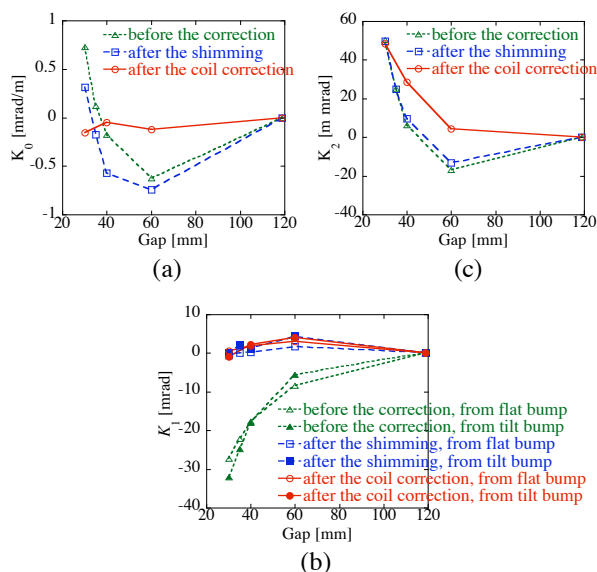 1
0.5
0
-0.5
-1
K0 [mrad/m]
before the correction
after the shimming
after the coil correction
20 40 60 80 100 120
Gap [mm]
(a)
60
40
20
0
-20
-40
K2 [m mrad]
before the correction
after the shimming
after the coil correction
20 40 60 80 100 120
Gap [mm]
(c)
10
0
-10
-20
-30
-40
K1 [mrad]
before the correction, from flat bump
before the correction, from tilt bump
after the shimming, from flat bump
after the shimming, from tilt bump
after the coil correction, from flat bump
after the coil correction, from tilt bump
20 40 60 80 100 120
Gap [mm]
(b)